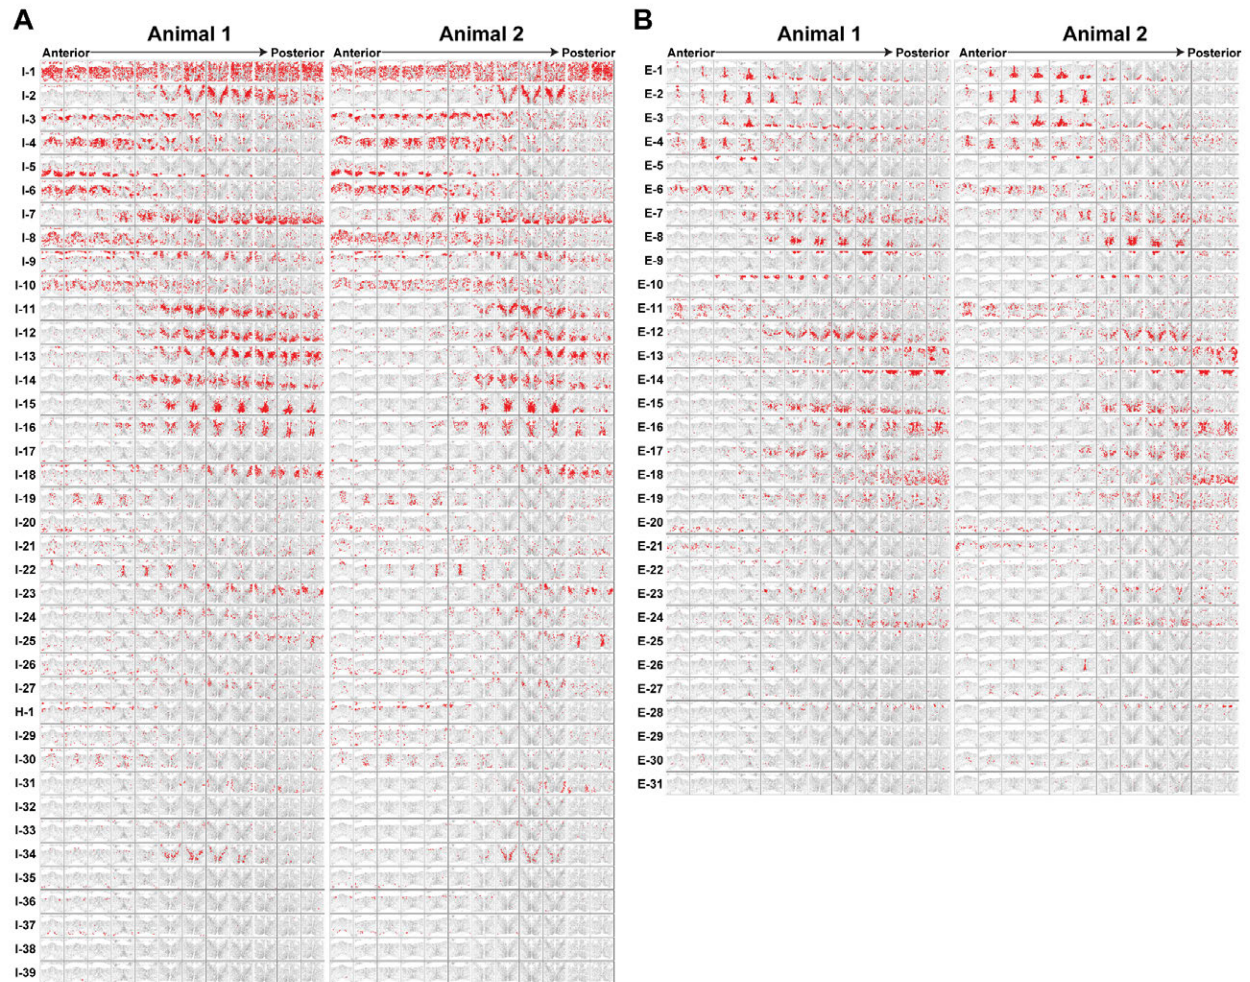 A
Animal 1
Animal 2
Anterior Posterior
Anterior Posterior
I-1
I-2
I-3
I-4
I-5
I-6
I-7
I-8
I-9
I-10
I-11
I-12
I-13
I-14
I-15
I-16
I-17
I-18
I-19
I-20
I-21
I-22
I-23
I-24
I-25
I-26
I-27
H-1
I-29
I-30
I-31
I-32
I-33
I-34
I-35
I-36
I-37
I-38
I-39
B
Animal 1
Animal 2
Anterior Posterior
Anterior Posterior
E-1
E-2
E-3
E-4
E-5
E-6
E-7
E-8
E-9
E-10
E-11
E-12
E-13
E-14
E-15
E-16
E-17
E-18
E-19
E-20
E-21
E-22
E-23
E-24
E-25
E-26
E-27
E-28
E-29
E-30
E-31